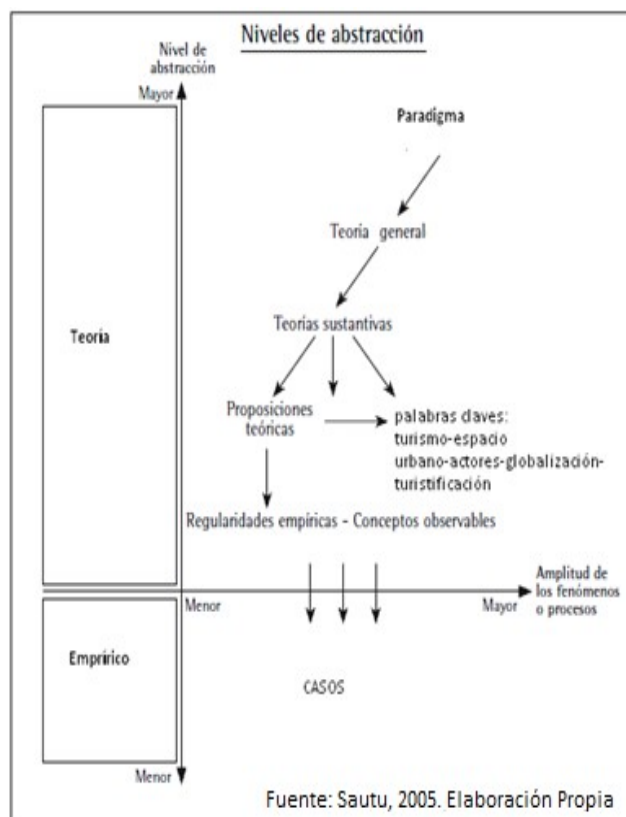 Niveles de abstracción
Nivel de
abstracción
Mayor
Paradigma
Teoría general
Teoría
Teorías sustantivas
Proposiciones
teóricas
palabras claves:
turismo-espacio
urbano-actores-globalización-
turistificación
Regularidades empíricas - Conceptos observables
Menor
Mayor
Amplitud de
los fenómenos
o procesos
Emprírico
CASOS
Menor
Fuente: Sautu, 2005. Elaboración Propia